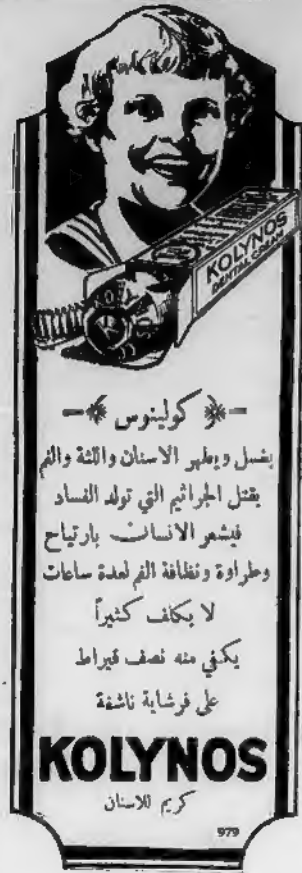 KOLYNOS
DENTAL CREAM
كولينوس
يغسل ويطهر الاسنان واللثة والفم
يقتل الجراثيم التي تولد الفساد
فيشعر الانسان بارتياح
وطراوة ونظافة الفم لعدة ساعات
لا يكلف كثيراً
يكفي منه نصف قيراط
على فرشاية ناشفة
KOLYNOS
كريم للاسنان
979